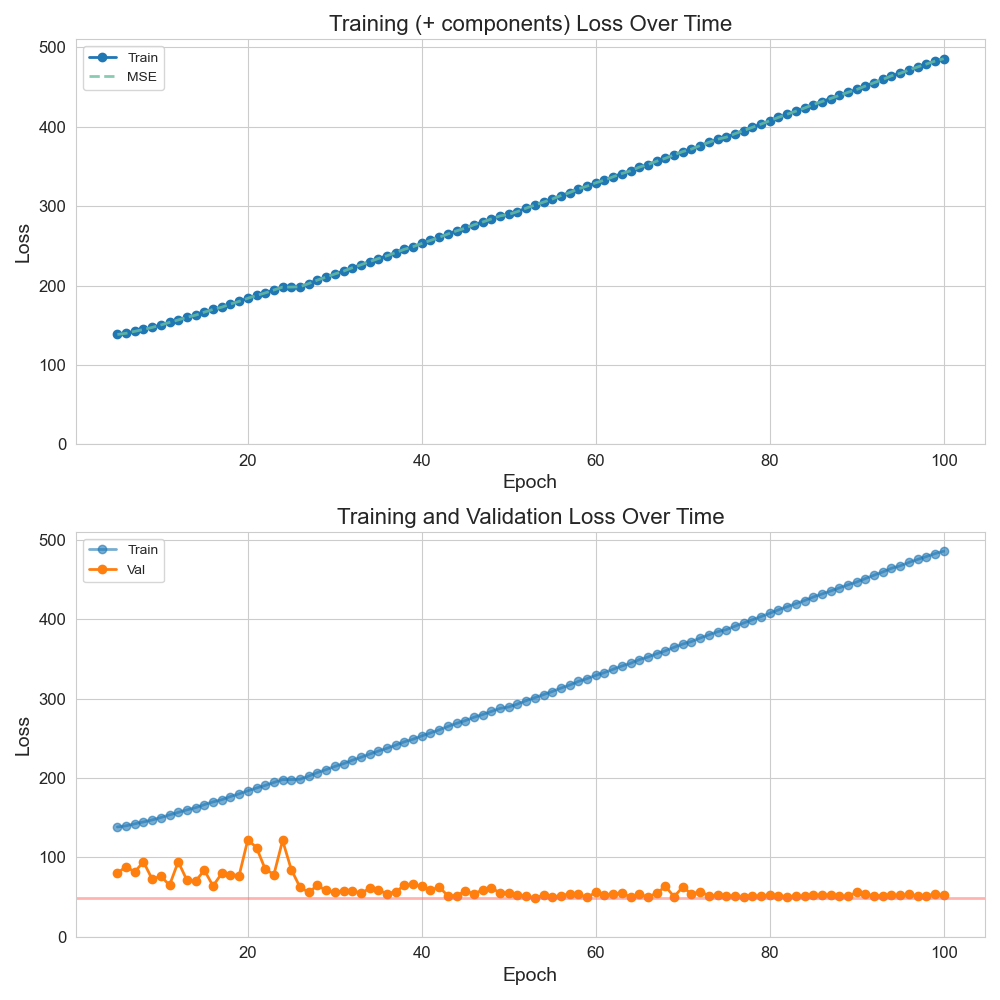 Training (+ components) Loss Over Time
500
Train
MSE
400
300
Loss
200
100
0
20 40 60 80 100
Epoch
Training and Validation Loss Over Time
500
Train
Val
400
300
Loss
200
100
0
20 40 60 80 100
Epoch